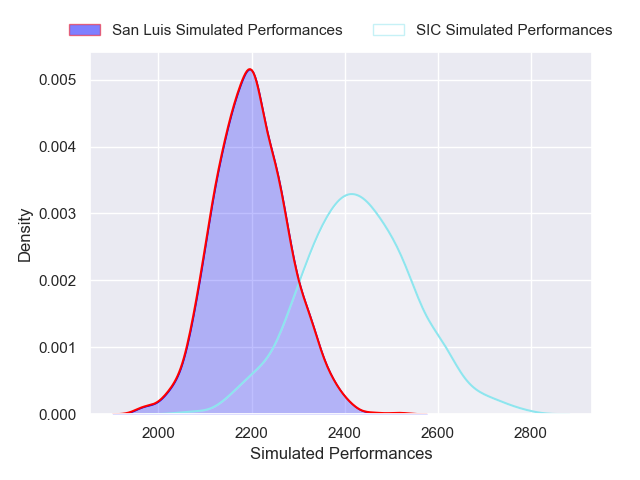 San Luis Simulated Performances SIC Simulated Performances
0.005
0.004
0.003
0.002
0.001
0.000
Density
2000 2200 2400 2600 2800
Simulated Performances